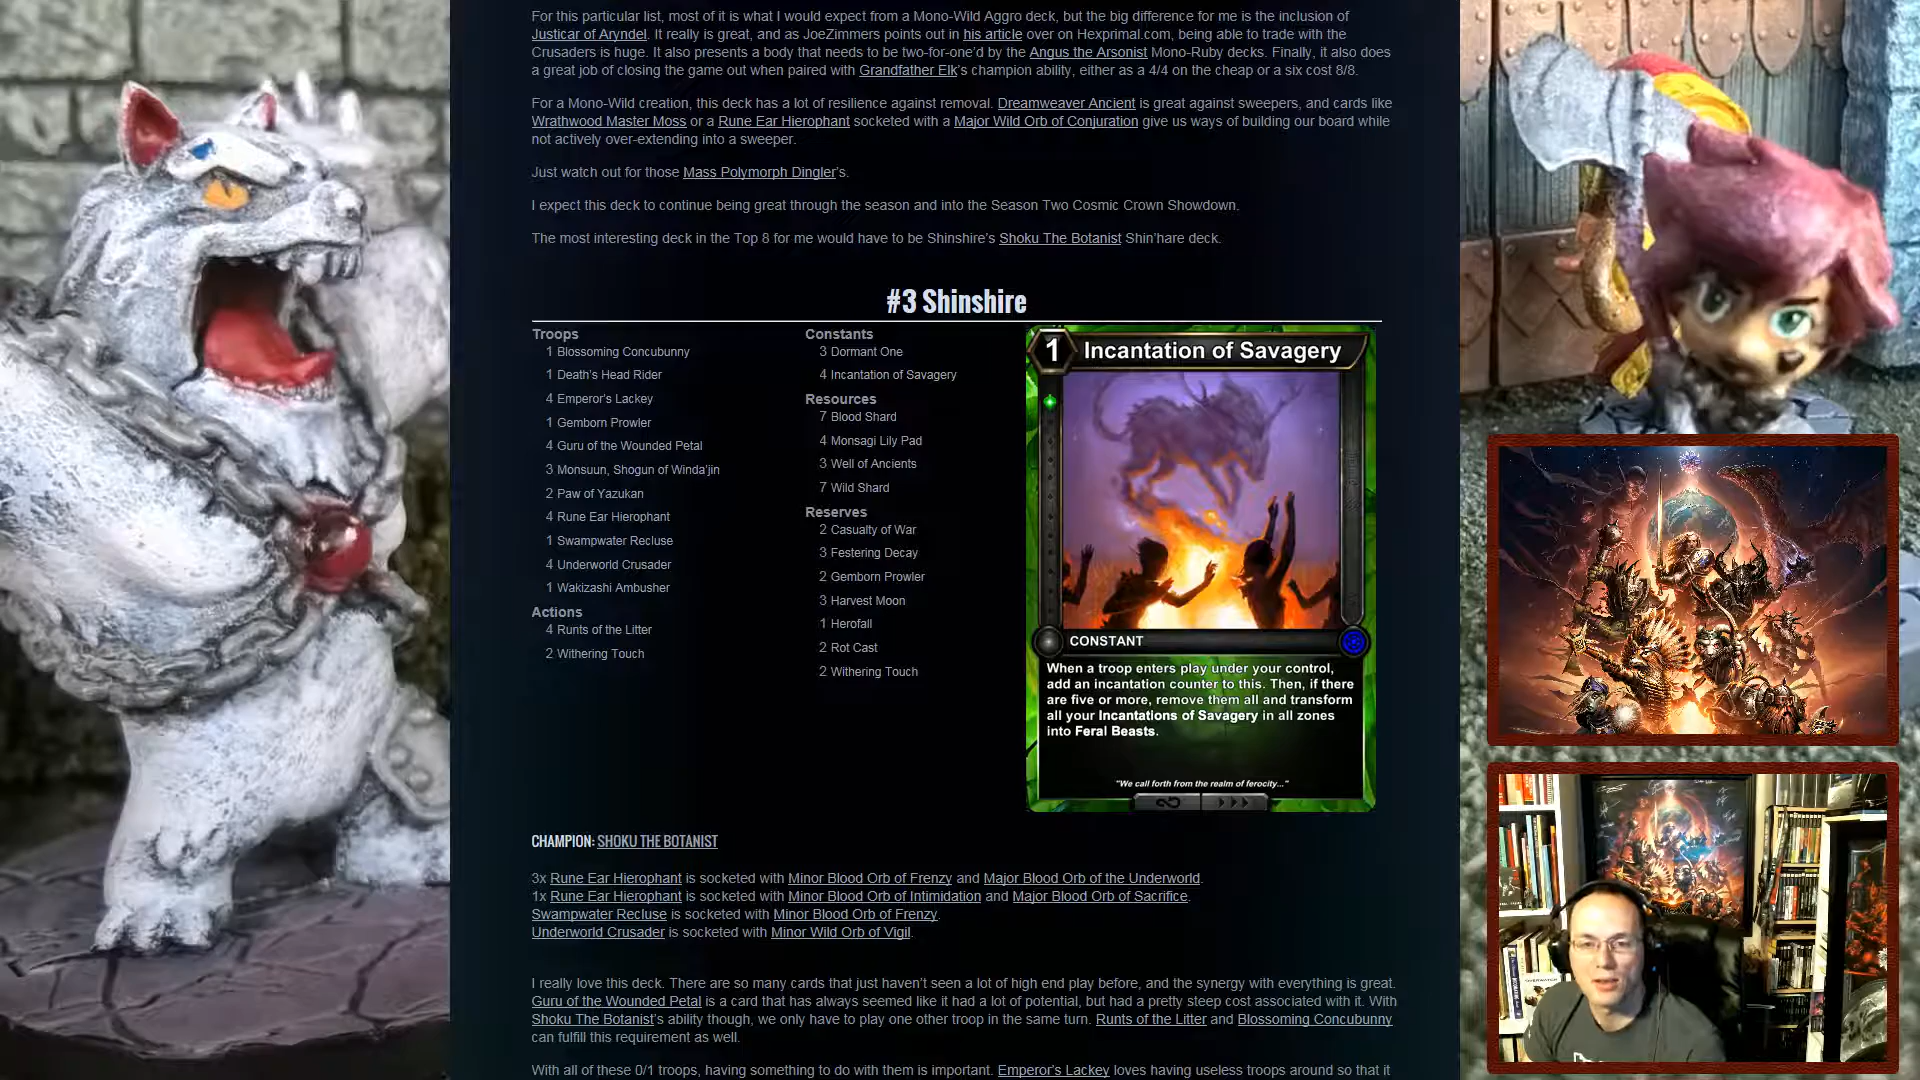 For this particular list, most of it is what I would expect from a Mono-Wild Aggro deck, but the big difference for me is the inclusion of
Justicar of Aryndel. It really is great, and as JoeZimmers points out in his article over on Hexprimal.com, being able to trade with the
Crusaders is huge. It also presents a body that needs to be two-for-one'd by the Angus the Arsonist Mono-Ruby decks. Finally, it also does
a great job of closing the game out when paired with Grandfather Elk's champion ability, either as a 4/4 on the cheap or a six cost 8/8.
For a Mono-Wild creation, this deck has a lot of resilience against removal. Dreamweaver Ancient is great against sweepers, and cards like
Wrathwood Master Moss or a Rune Ear Hierophant socketed with a Major Wild Orb of Conjuration give us ways of building our board while
not actively over-extending into a sweeper.
Just watch out for those Mass Polymorph Dingler's.
I expect this deck to continue being great through the season and into the Season Two Cosmic Crown Showdown.
The most interesting deck in the Top 8 for me would have to be Shinshire's Shoku The Botanist Shin'hare deck.
#3 Shinshire
Troops
1 Blossoming Concubunny
1 Death's Head Rider
4 Emperor's Lackey
1 Gemborn Prowler
4 Guru of the Wounded Petal
3 Monsuun, Shogun of Winda'jin
2 Paw of Yazukan
4 Rune Ear Hierophant
1 Swampwater Recluse
4 Underworld Crusader
1 Wakizashi Ambusher
Actions
4 Runts of the Litter
2 Withering Touch
Constants
3 Dormant One
4 Incantation of Savagery
Resources
7 Blood Shard
4 Monsagi Lily Pad
3 Well of Ancients
7 Wild Shard
Reserves
2 Casualty of War
3 Festering Decay
2 Gemborn Prowler
3 Harvest Moon
1 Herofall
2 Rot Cast
2 Withering Touch
1 Incantation of Savagery
CONSTANT
When a troop enters play under your control,
add an incantation counter to this. Then, if there
are five or more, remove them all and transform
all your Incantations of Savagery in all zones
into Feral Beasts.
"We call forth from the realm of ferocity..."
CHAMPION: SHOKU THE BOTANIST
3x Rune Ear Hierophant is socketed with Minor Blood Orb of Frenzy and Major Blood Orb of the Underworld.
1x Rune Ear Hierophant is socketed with Minor Blood Orb of Intimidation and Major Blood Orb of Sacrifice.
Swampwater Recluse is socketed with Minor Blood Orb of Frenzy.
Underworld Crusader is socketed with Minor Wild Orb of Vigil.
I really love this deck. There are so many cards that just haven't seen a lot of high end play before, and the synergy with everything is great.
Guru of the Wounded Petal is a card that has always seemed like it had a lot of potential, but had a pretty steep cost associated with it. With
Shoku The Botanist's ability though, we only have to play one other troop in the same turn. Runts of the Litter and Blossoming Concubunny
can fulfill this requirement as well.
With all of these 0/1 troops, having something to do with them is important. Emperor's Lackey loves having useless troops around so that it